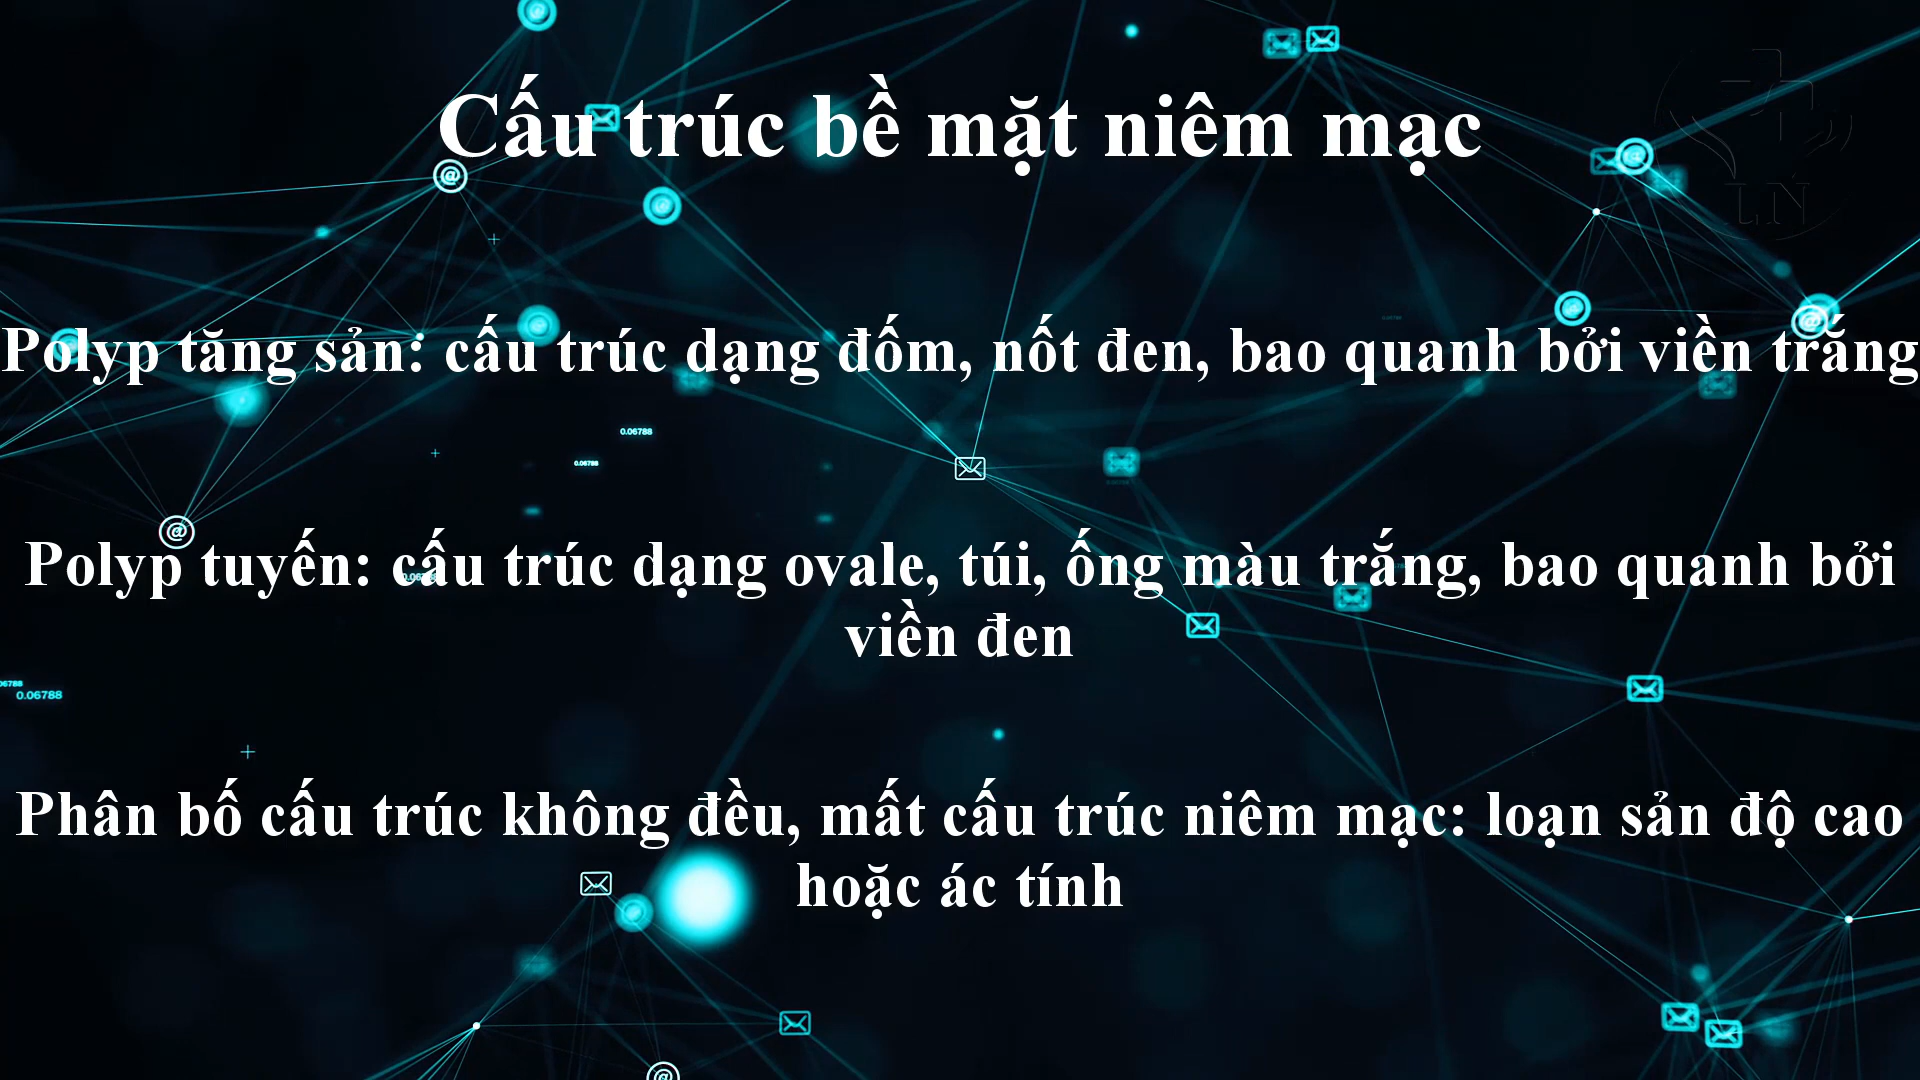 Cấu trúc bề mặt niêm mạc
LN
Polyp tăng sản: cấu trúc dạng đốm, nốt đen, bao quanh bởi viền trắng
0.06788
0.06788
Polyp tuyến: cấu trúc dạng ovale, túi, ống màu trắng, bao quanh bởi
viền đen
0.06788
Phân bố cấu trúc không đều, mất cấu trúc niêm mạc: loạn sản độ cao
hoặc ác tính